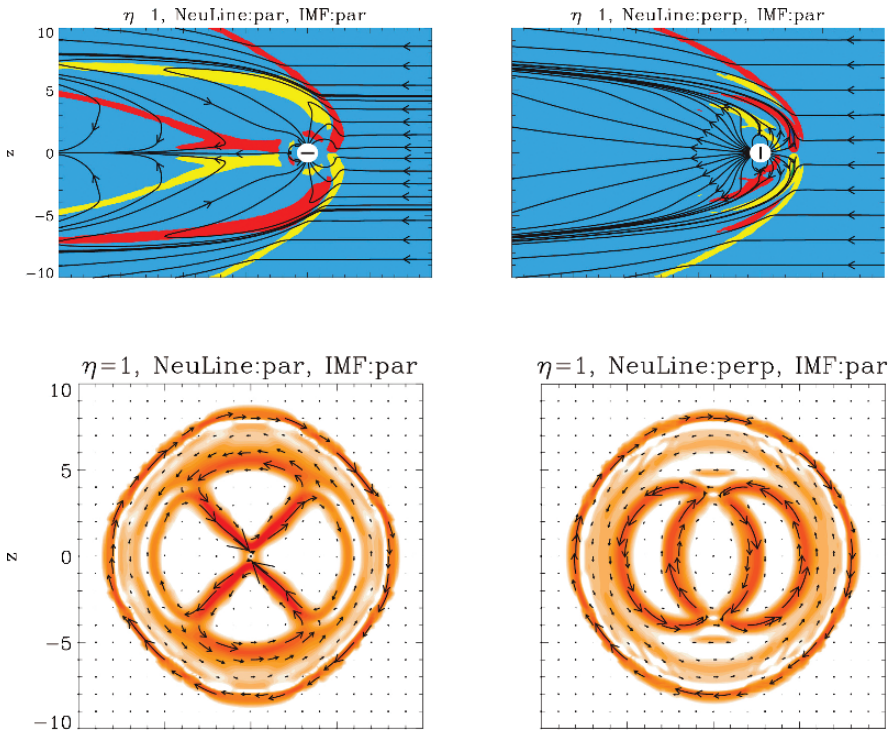 η 1, NeuLine:par, IMF:par
η 1, NeuLine:perp, IMF:par
10
5
z
0
−5
−10
η=1, NeuLine:par, IMF:par
η=1, NeuLine:perp, IMF:par
10
5
z
0
−5
−10